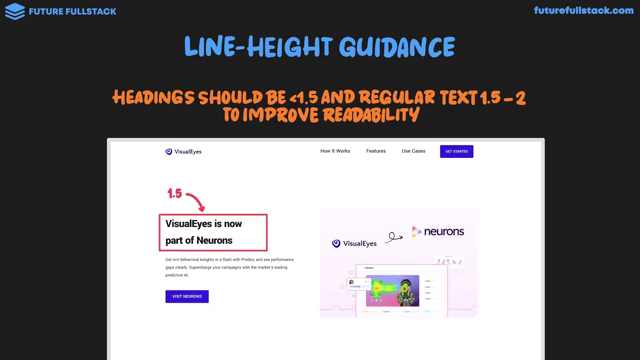 FUTURE FULLSTACK
futurefullstack.com
LINE-HEIGHT GUIDANCE
HEADINGS SHOULD BE <1.5 AND REGULAR TEXT 1.5 - 2
TO IMPROVE READABILITY
VisualEyes
How It Works
Features
Use Cases
GET STARTED
1.5
VisualEyes is now
part of Neurons
Get rich behavioral insights in a flash with Predict, and see performance
gaps clearly. Supercharge your campaigns with the market's leading
predictive AI.
VISIT NEURONS
VisualEyes
neurons